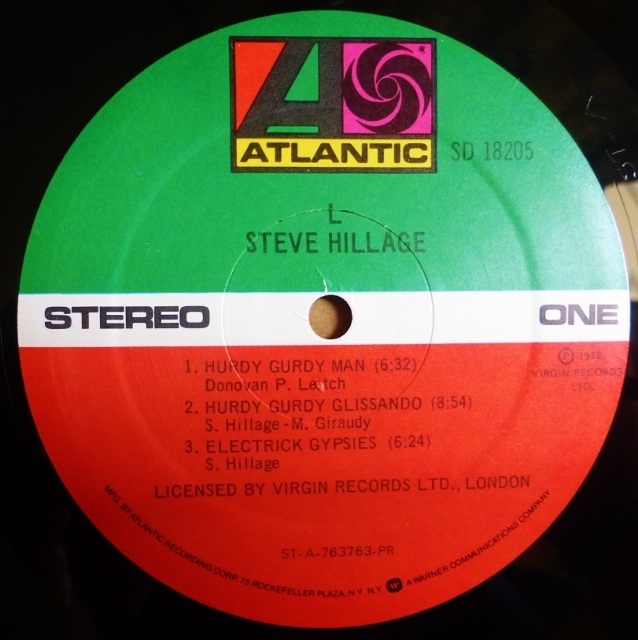 ATLANTIC
SD 18205
L
STEVE HILLAGE
STEREO
ONE
℗ 1976
VIRGIN RECORDS
LTD.
1. HURDY GURDY MAN (6:32)
Donovan P. Leitch
2. HURDY GURDY GLISSANDO (8:54)
S. Hillage-M. Giraudy
3. ELECTRICK GYPSIES (6:24)
S. Hillage
LICENSED BY VIRGIN RECORDS LTD., LONDON
ST-A-763763-PR
MFG. BY ATLANTIC RECORDING CORP. 75 ROCKEFELLER PLAZA, N.Y. N.Y. W A WARNER COMMUNICATIONS COMPANY